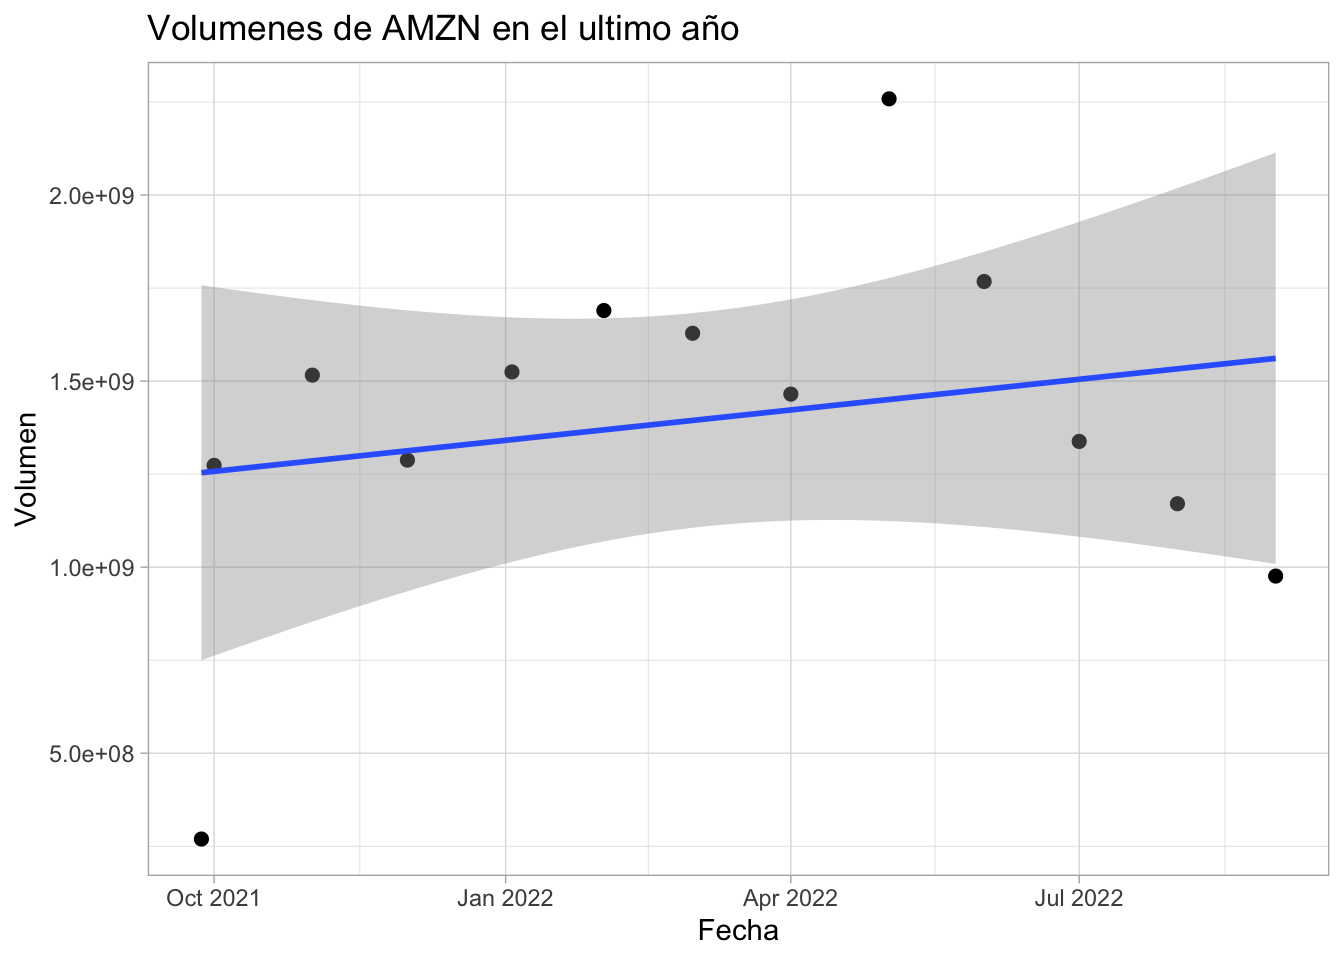 Volumenes de AMZN en el ultimo año
2.0e+09
1.5e+09
1.0e+09
5.0e+08
Volumen
Oct 2021
Jan 2022
Apr 2022
Jul 2022
Fecha